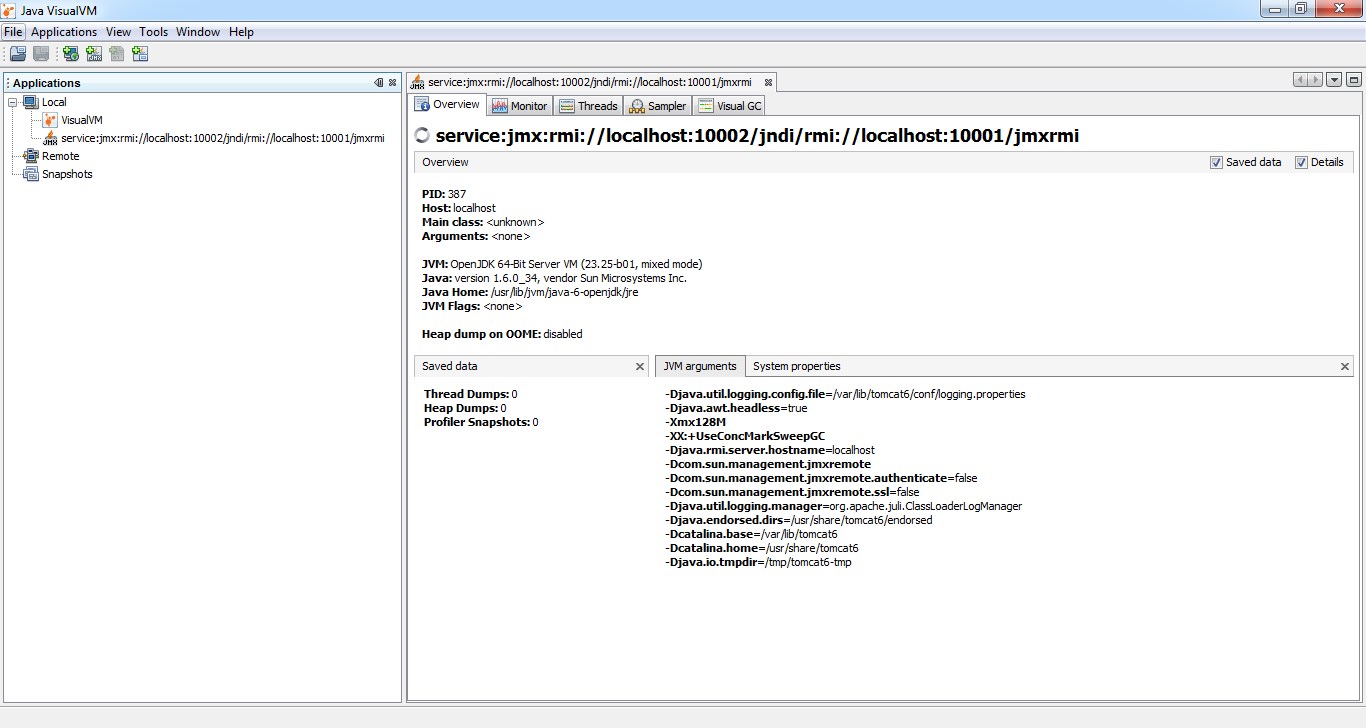 Java VisualVM
File Applications View Tools Window Help
Applications
Local
VisualVM
service:jmx:rmi://localhost:10002/jndi/rmi://localhost:10001/jmxrmi
Remote
Snapshots
service:jmx:rmi://localhost:10002/jndi/rmi://localhost:10001/jmxrmi
Overview Monitor Threads Sampler Visual GC
service:jmx:rmi://localhost:10002/jndi/rmi://localhost:10001/jmxrmi
Overview Saved data Details
PID: 387
Host: localhost
Main class: <unknown>
Arguments: <none>
JVM: OpenJDK 64-Bit Server VM (23.25-b01, mixed mode)
Java: version 1.6.0_34, vendor Sun Microsystems Inc.
Java Home: /usr/lib/jvm/java-6-openjdk/jre
JVM Flags: <none>
Heap dump on OOME: disabled
Saved data
Thread Dumps: 0
Heap Dumps: 0
Profiler Snapshots: 0
JVM arguments System properties
-Djava.util.logging.config.file=/var/lib/tomcat6/conf/logging.properties
-Djava.awt.headless=true
-Xmx128M
-XX:+UseConcMarkSweepGC
-Djava.rmi.server.hostname=localhost
-Dcom.sun.management.jmxremote
-Dcom.sun.management.jmxremote.authenticate=false
-Dcom.sun.management.jmxremote.ssl=false
-Djava.util.logging.manager=org.apache.juli.ClassLoaderLogManager
-Djava.endorsed.dirs=/usr/share/tomcat6/endorsed
-Dcatalina.base=/var/lib/tomcat6
-Dcatalina.home=/usr/share/tomcat6
-Djava.io.tmpdir=/tmp/tomcat6-tmp